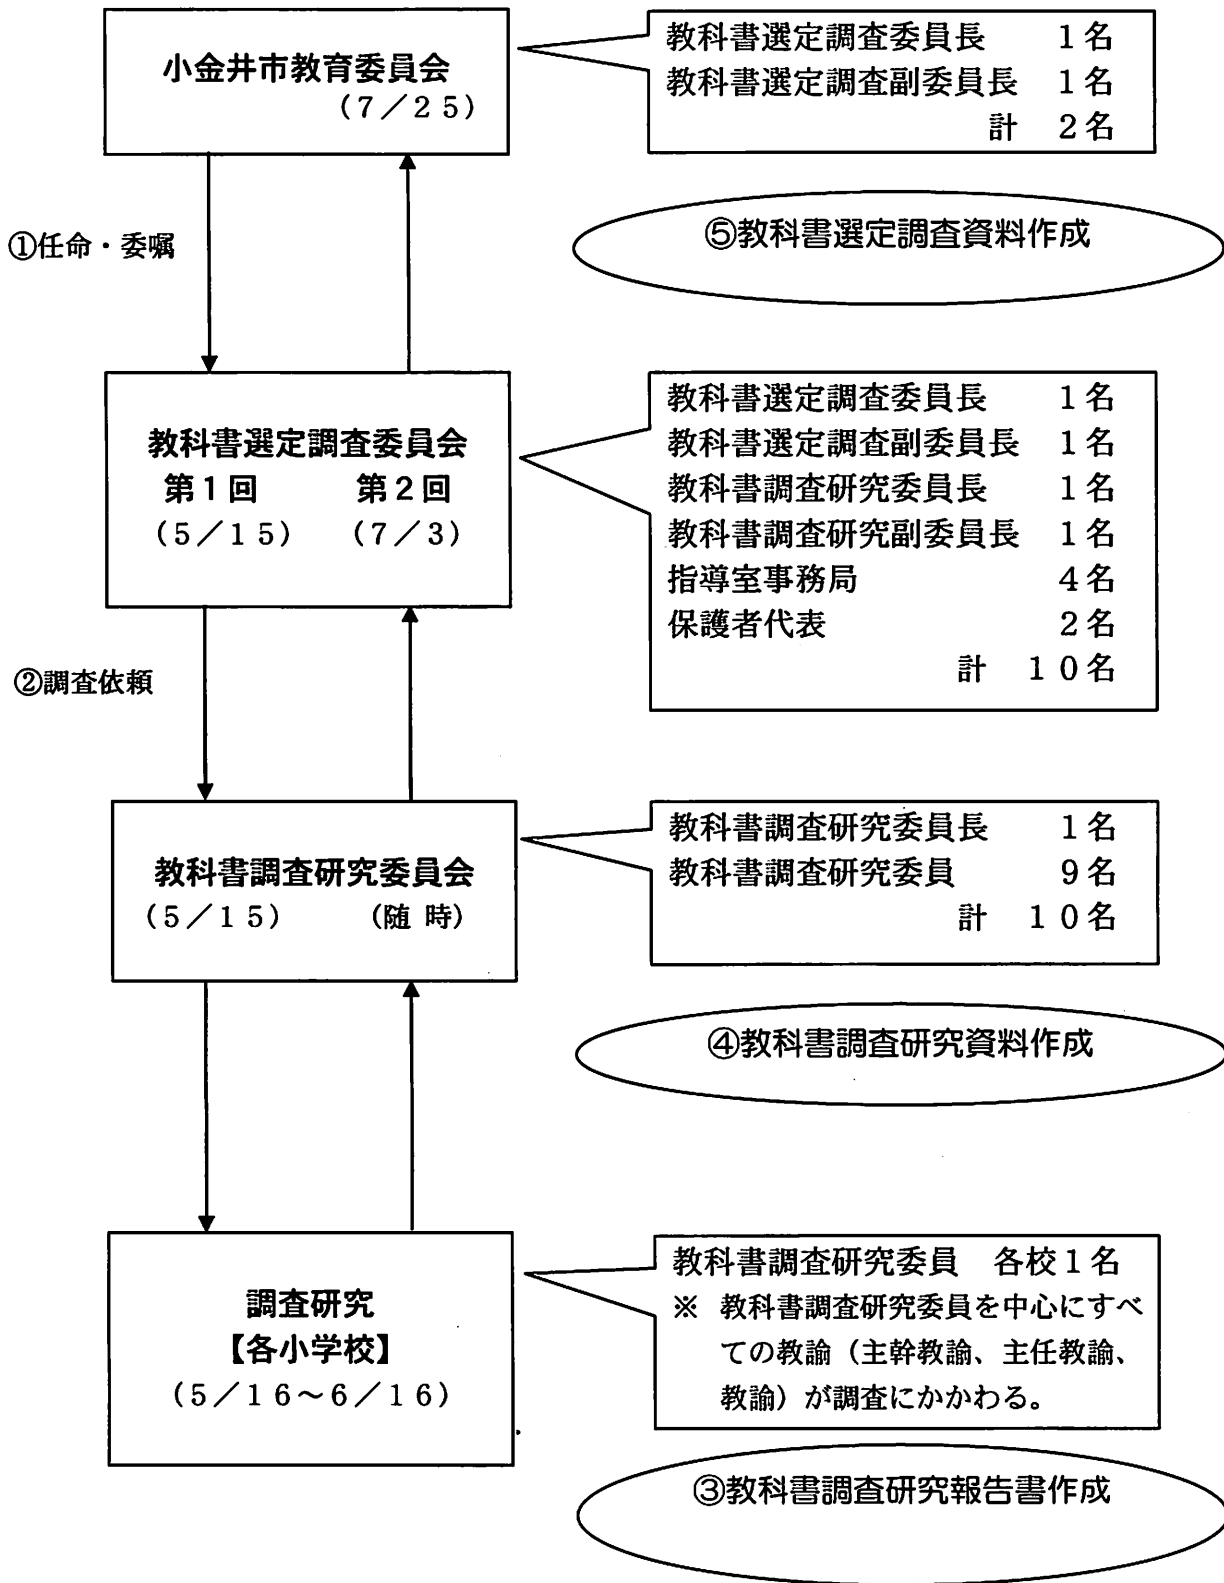 小金井市教育委員会
(7/25)
教科書選定調査委員長 1名
教科書選定調査副委員長 1名
計 2名
①任命・委嘱
⑤教科書選定調査資料作成
教科書選定調査委員会
第1回 第2回
(5/15) (7/3)
教科書選定調査委員長 1名
教科書選定調査副委員長 1名
教科書調査研究委員長 1名
教科書調査研究副委員長 1名
指導室事務局 4名
保護者代表 2名
計 10名
②調査依頼
教科書調査研究委員会
(5/15) (随時)
教科書調査研究委員長 1名
教科書調査研究委員 9名
計 10名
④教科書調査研究資料作成
調査研究
【各小学校】
(5/16~6/16)
教科書調査研究委員 各校1名
※ 教科書調査研究委員を中心にすべ
ての教諭(主幹教諭、主任教諭、
教諭)が調査にかかわる。
③教科書調査研究報告書作成